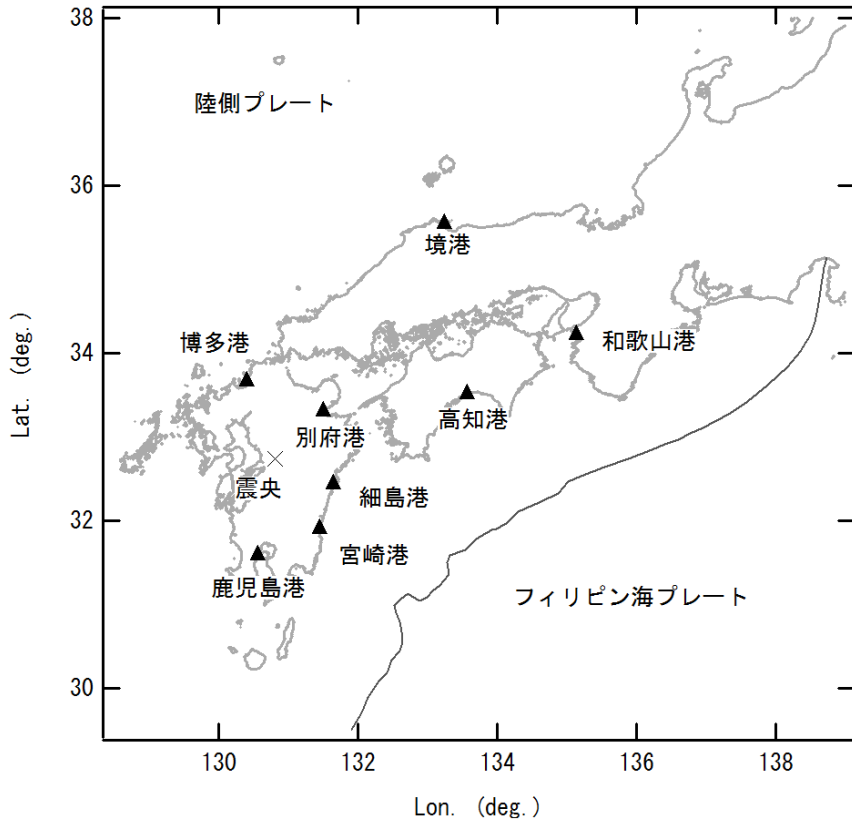 38
陸側プレート
36
境港
Lat. (deg.)
34
博多港
和歌山港
別府港
高知港
震央
細島港
32
宮崎港
鹿児島港
フィリピン海プレート
30
130
132
134
136
138
Lon. (deg.)